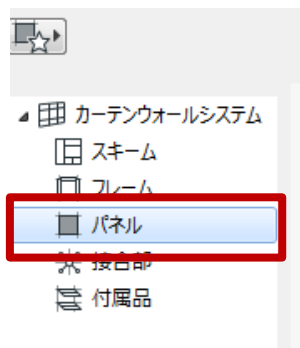 カーテンウォールシステム
スキーム
フレーム
パネル
接合部
付属品